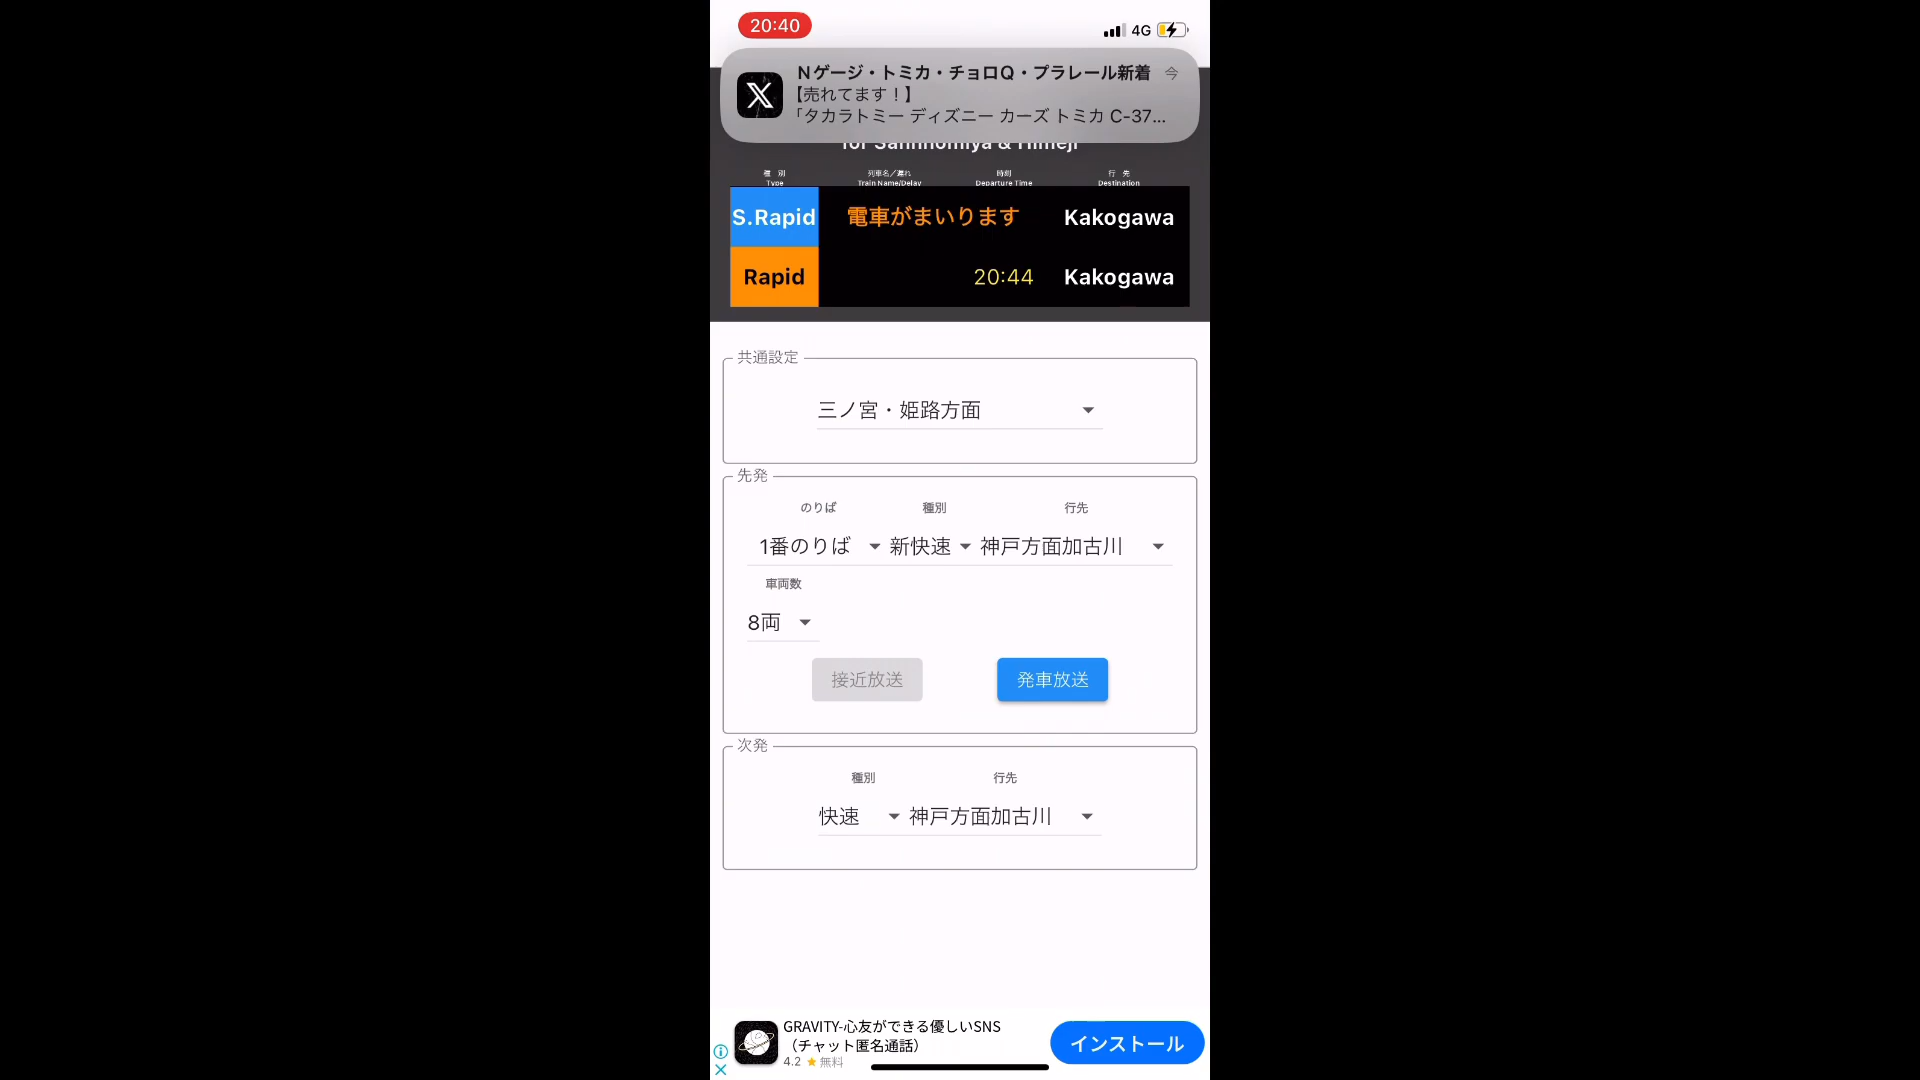 20:40
4G
Nゲージ・トミカ・チョロQ・プラレール新着 今
【売れてます！】
「タカラトミー ディズニー カーズ トミカ C-37...
for Sannnomiya & Himeji
種 別 列車名／遅れ 時刻 行 先
Type Train Name/Delay Departure Time Destination
S.Rapid 電車がまいります Kakogawa
Rapid 20:44 Kakogawa
共通設定
三ノ宮・姫路方面
先発
のりば 種別 行先
1番のりば 新快速 神戸方面加古川
車両数
8両
接近放送 発車放送
次発
種別 行先
快速 神戸方面加古川
GRAVITY-心友ができる優しいSNS
（チャット匿名通話）
4.2 ★ 無料
インストール